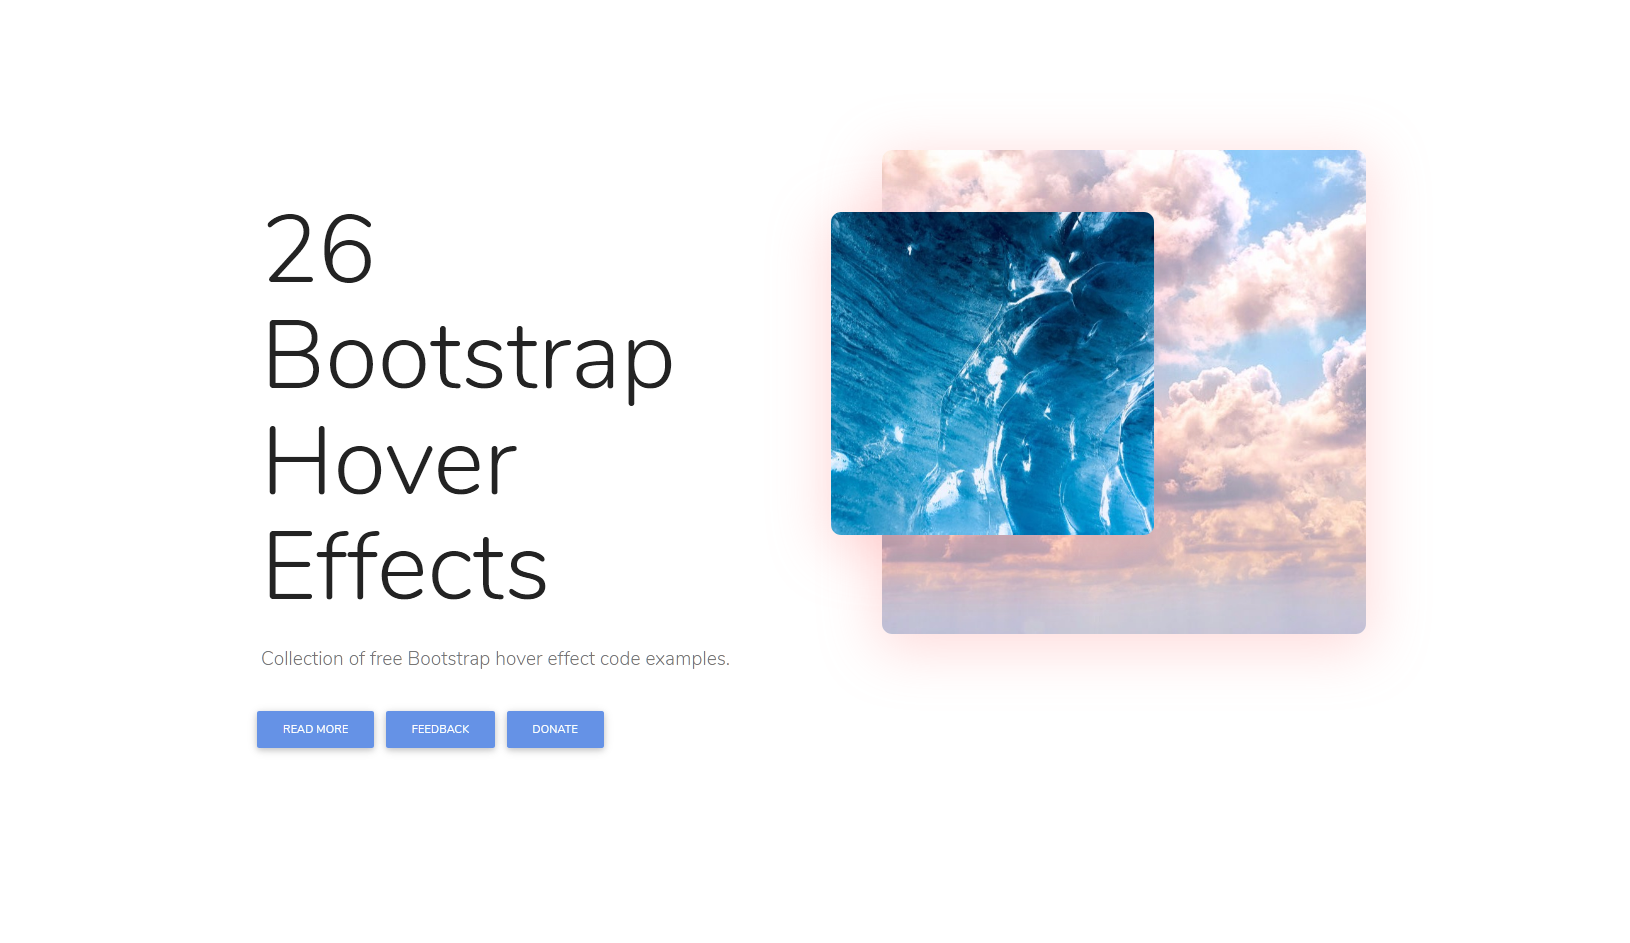 26
Bootstrap
Hover
Effects
Collection of free Bootstrap hover effect code examples.
READ MORE
FEEDBACK
DONATE